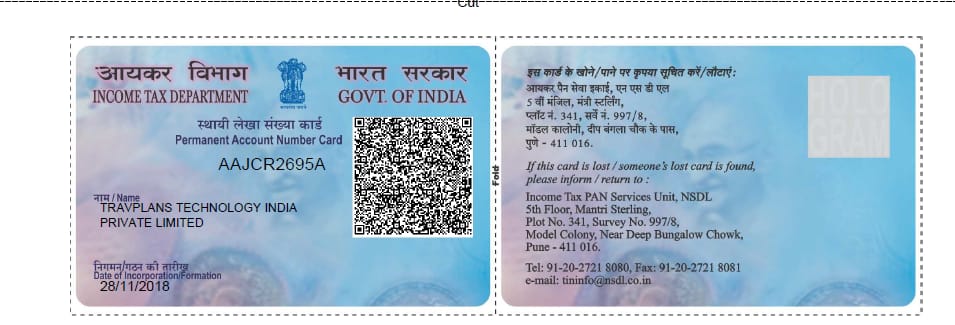 Cut
आयकर विभाग
INCOME TAX DEPARTMENT
भारत सरकार
GOVT. OF INDIA
स्थायी लेखा संख्या कार्ड
Permanent Account Number Card
AAJCR2695A
नाम / Name
TRAVPLANS TECHNOLOGY INDIA
PRIVATE LIMITED
निगमन/गठन की तारीख
Date of Incorporation/Formation
28/11/2018
Fold
इस कार्ड के खोने/पाने पर कृपया सूचित करें/लौटाएं:
आयकर पैन सेवा इकाई, एन एस डी एल
5 वीं मंजिल, मंत्री स्टर्लिंग,
प्लॉट नं. 341, सर्वे नं. 997/8,
मॉडल कालोनी, दीप बंगला चौक के पास,
पुणे - 411 016.
If this card is lost / someone's lost card is found,
please inform / return to :
Income Tax PAN Services Unit, NSDL
5th Floor, Mantri Sterling,
Plot No. 341, Survey No. 997/8,
Model Colony, Near Deep Bungalow Chowk,
Pune - 411 016.
Tel: 91-20-2721 8080, Fax: 91-20-2721 8081
e-mail: tininfo@nsdl.co.in
HOLO
GRAM